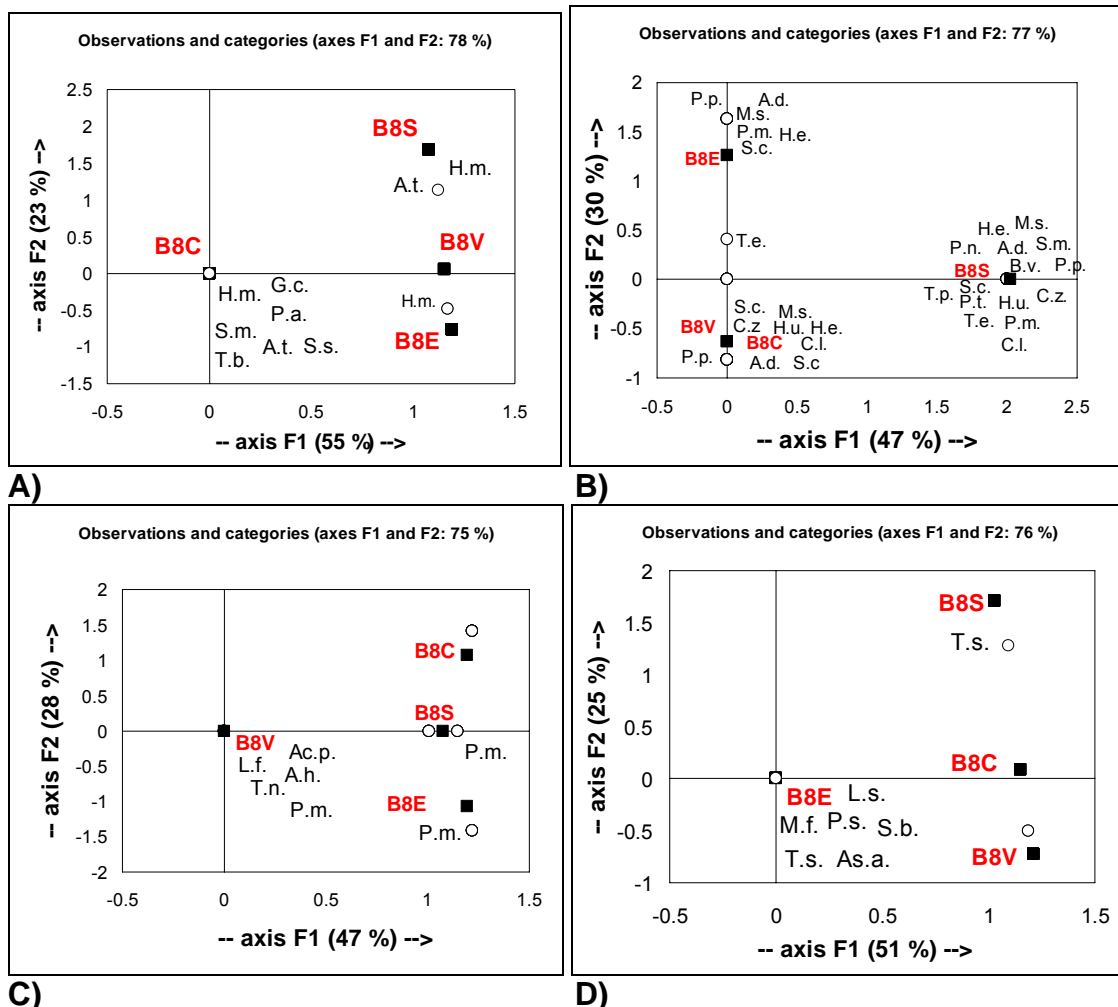 Observations and categories (axes F1 and F2: 78 %)
-- axis F2 (23 %) -->
2.5
2
1.5
1
0.5
0
-0.5
-1
-1.5
B8S
H.m.
A.t.
B8C
B8V
G.c.
H.m.
H.m.
P.a.
S.m.
B8E
A.t. S.s.
T.b.
-0.5 0 0.5 1 1.5
-- axis F1 (55 %) -->
A)
Observations and categories (axes F1 and F2: 77 %)
-- axis F2 (30 %) -->
2
1.5
1
0.5
0
-0.5
-1
P.p. A.d.
M.s.
P.m. H.e.
S.c.
B8E
T.e.
H.e. M.s.
P.n. A.d. S.m.
B8S B.v. P.p.
T.p. S.c. C.z.
P.t. H.u.
T.e. P.m.
C.l.
S.c. M.s.
B8V C.z H.u. H.e.
B8C C.l.
P.p. A.d. S.c
-0.5 0 0.5 1 1.5 2 2.5
-- axis F1 (47 %) -->
B)
Observations and categories (axes F1 and F2: 75 %)
-- axis F2 (28 %) -->
2
1.5
1
0.5
0
-0.5
-1
-1.5
-2
B8C
B8S
B8V
Ac.p. P.m.
L.f. A.h.
T.n.
P.m. B8E
P.m.
-0.5 0 0.5 1 1.5
-- axis F1 (47 %) -->
C)
Observations and categories (axes F1 and F2: 76 %)
-- axis F2 (25 %) -->
2
1.5
1
0.5
0
-0.5
-1
B8S
T.s.
B8C
B8E L.s.
M.f. P.s. S.b.
T.s. As.a. B8V
-0.5 0 0.5 1 1.5
-- axis F1 (51 %) -->
D)